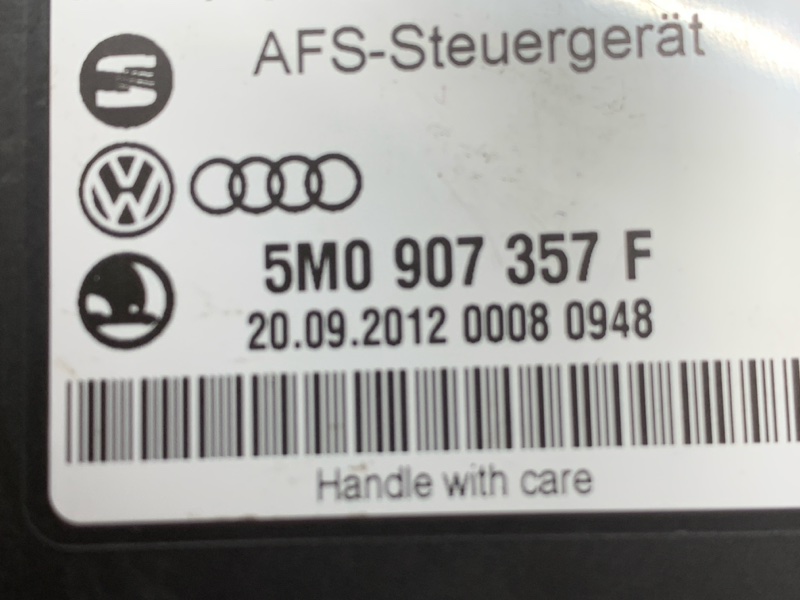 AFS-Steuergerät
5M0 907 357 F
20.09.2012 0008 0948
Handle with care